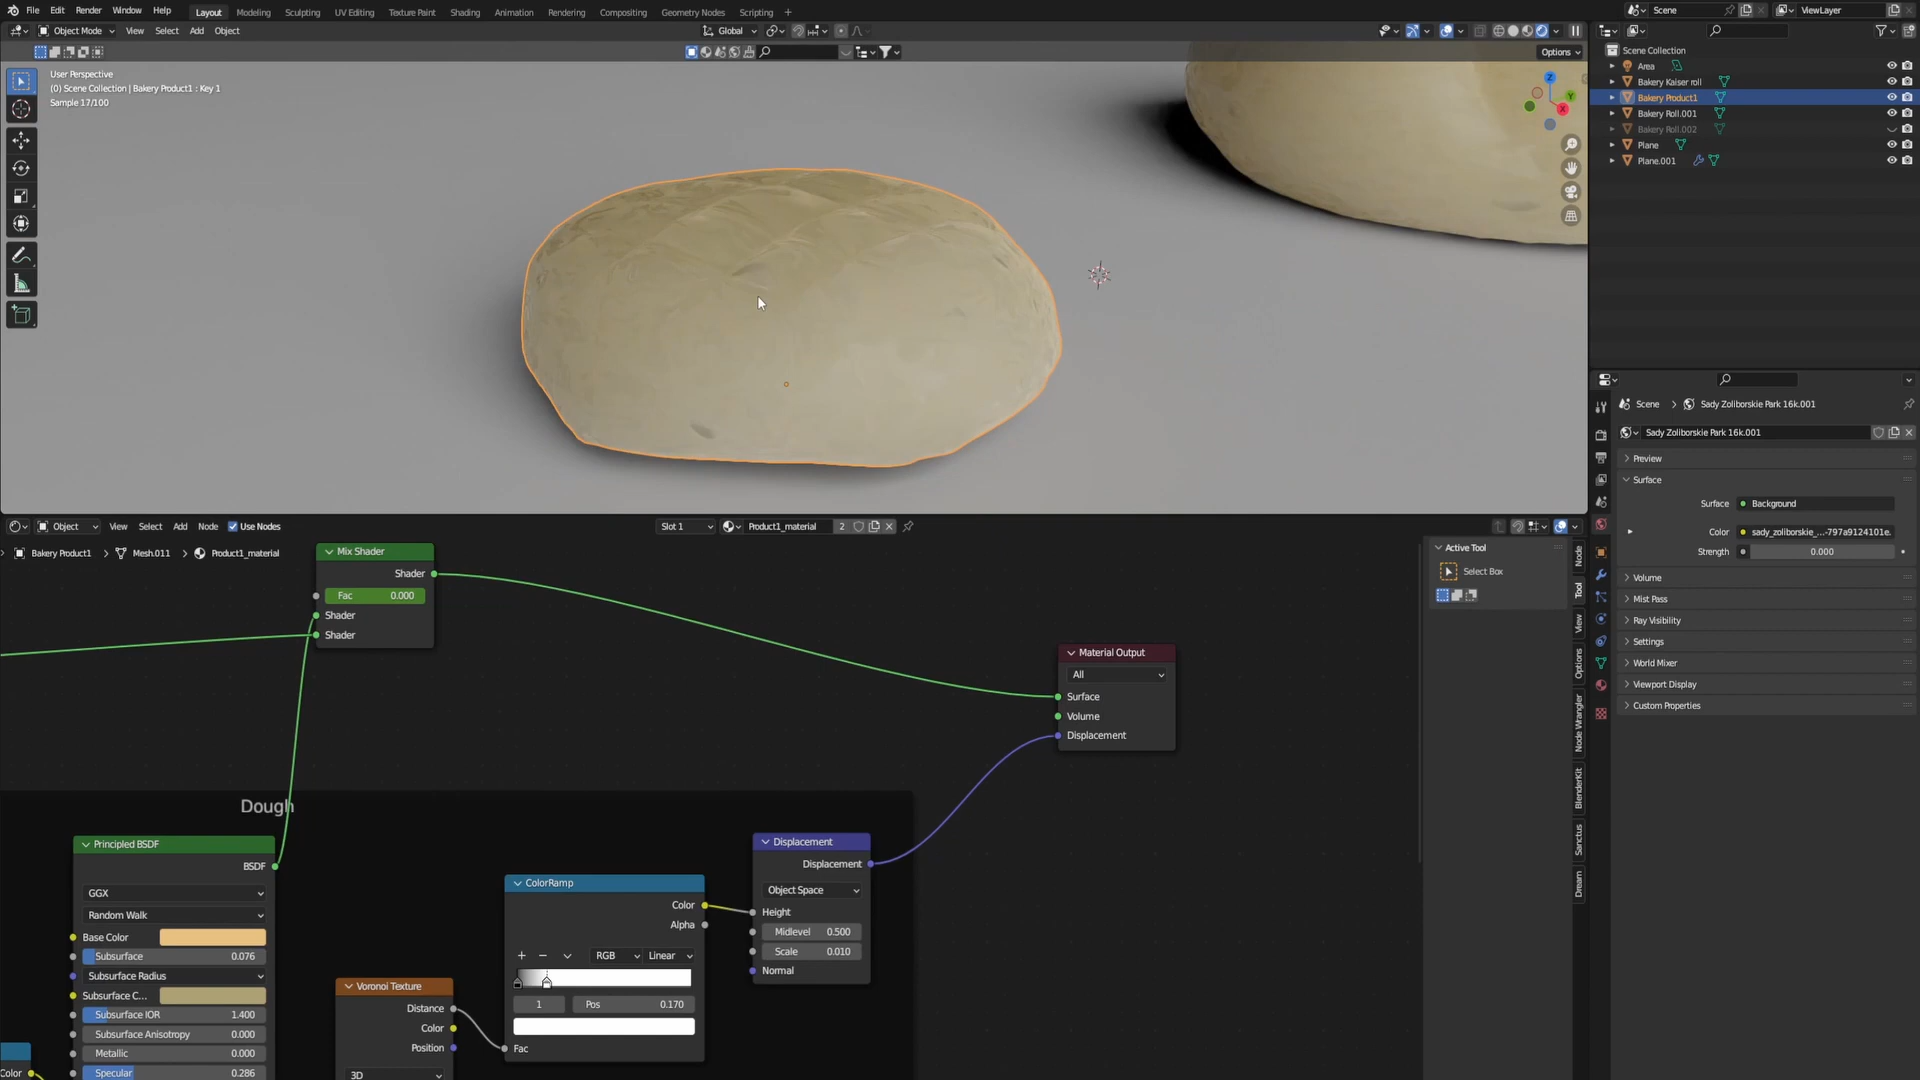 File Edit Render Window Help Layout Modeling Sculpting UV Editing Texture Paint Shading Animation Rendering Compositing Geometry Nodes Scripting + Scene ViewLayer
Object Mode View Select Add Object Global
Options
User Perspective
(0) Scene Collection | Bakery Product1 : Key 1
Sample 17/100
Z
Y
X
Scene Collection
Area
Bakery Kaiser roll
Bakery Product1
Bakery Roll.001
Bakery Roll.002
Plane
Plane.001
Scene > Sady Zoliborskie Park 16k.001
Sady Zoliborskie Park 16k.001
Preview
Surface
Surface Background
Color sady_zoliborskie_...-797a9124101e.
Strength 0.000
Volume
Mist Pass
Ray Visibility
Settings
World Mixer
Viewport Display
Custom Properties
Object View Select Add Node Use Nodes Slot 1 Product1_material 2
Bakery Product1 > Mesh.011 > Product1_material
Mix Shader
Shader
Fac 0.000
Shader
Shader
Material Output
All
Surface
Volume
Displacement
Active Tool
Select Box
Node
Tool
View
Options
Node Wrangler
BlenderKit
Sanctus
Dream
Dough
Principled BSDF
BSDF
GGX
Random Walk
Base Color
Subsurface 0.076
Subsurface Radius
Subsurface C...
Subsurface IOR 1.400
Subsurface Anisotropy 0.000
Metallic 0.000
Specular 0.286
Color
Voronoi Texture
Distance
Color
Position
3D
ColorRamp
Color
Alpha
+ − RGB Linear
1 Pos 0.170
Fac
Displacement
Displacement
Object Space
Height
Midlevel 0.500
Scale 0.010
Normal